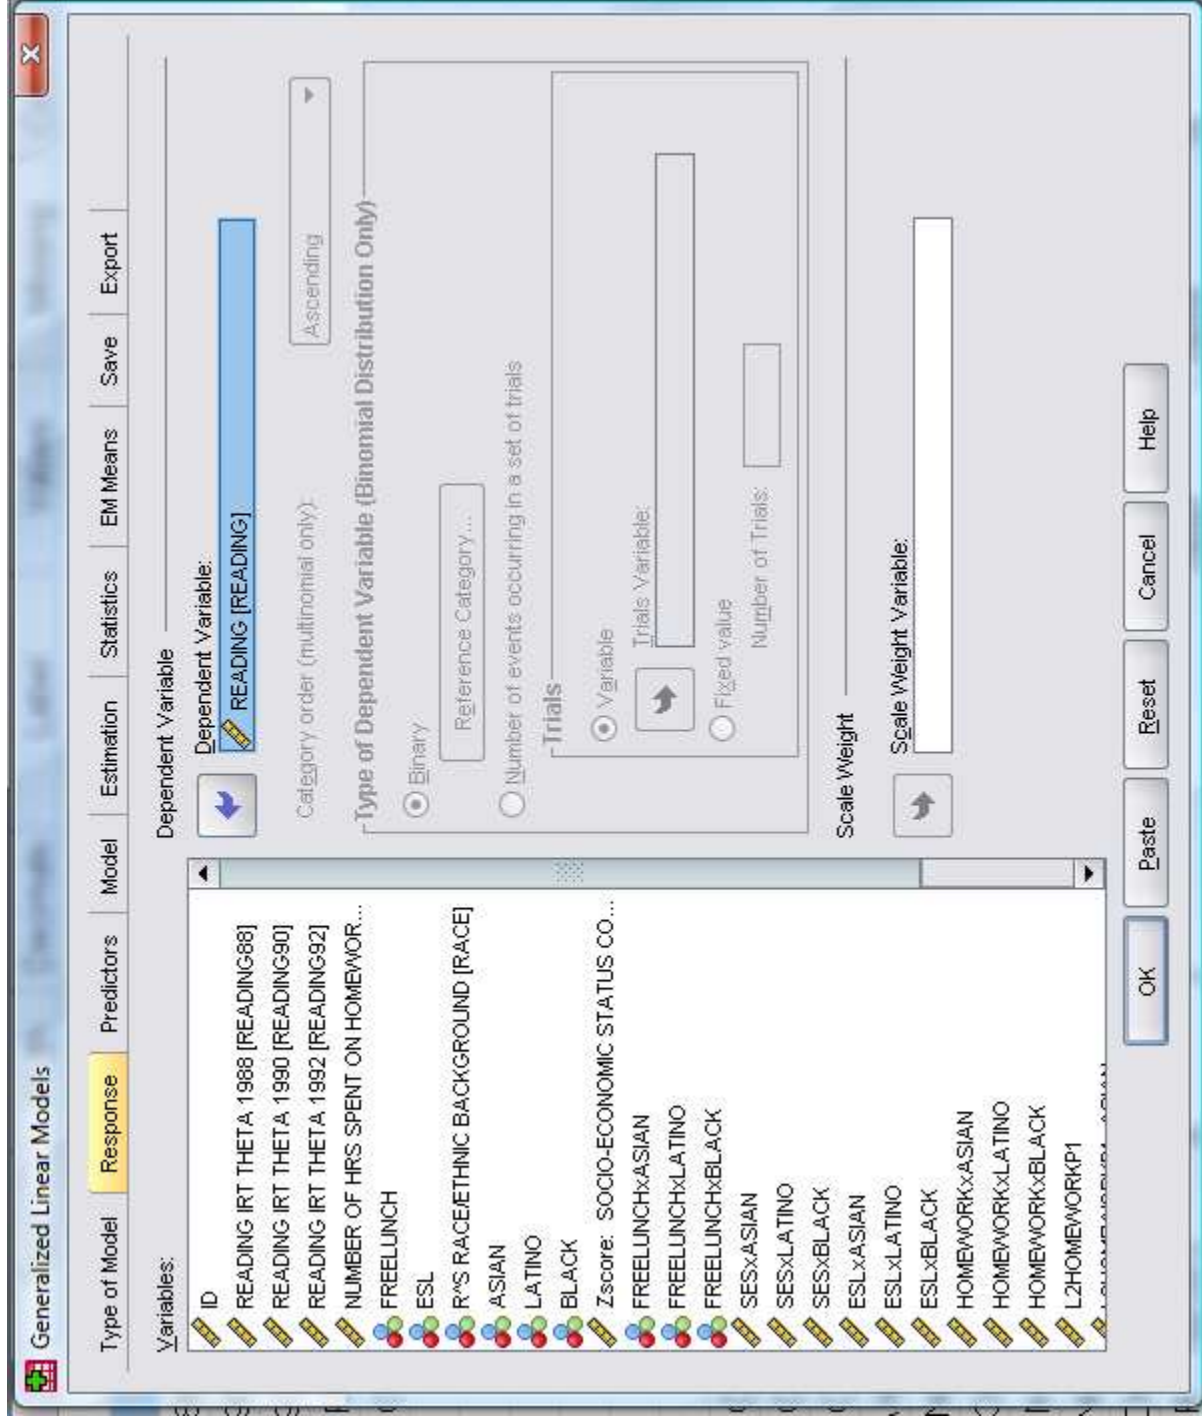 Generalized Linear Models
Type of Model Response Predictors Model Estimation Statistics EM Means Save Export
Variables:
ID
READING IRT THETA 1988 [READING88]
READING IRT THETA 1990 [READING90]
READING IRT THETA 1992 [READING92]
NUMBER OF HRS SPENT ON HOMEWOR...
FREELUNCH
ESL
R^S RACE/ETHNIC BACKGROUND [RACE]
ASIAN
LATINO
BLACK
Zscore: SOCIO-ECONOMIC STATUS CO...
FREELUNCHxASIAN
FREELUNCHxLATINO
FREELUNCHxBLACK
SESxASIAN
SESxLATINO
SESxBLACK
ESLxASIAN
ESLxLATINO
ESLxBLACK
HOMEWORKxASIAN
HOMEWORKxLATINO
HOMEWORKxBLACK
L2HOMEWORKP1
Dependent Variable
Dependent Variable:
READING [READING]
Category order (multinomial only):
Ascending
Type of Dependent Variable (Binomial Distribution Only)
Binary
Reference Category...
Number of events occurring in a set of trials
Trials
Variable
Trials Variable:
Fixed value
Number of Trials:
Scale Weight
Scale Weight Variable:
OK Paste Reset Cancel Help